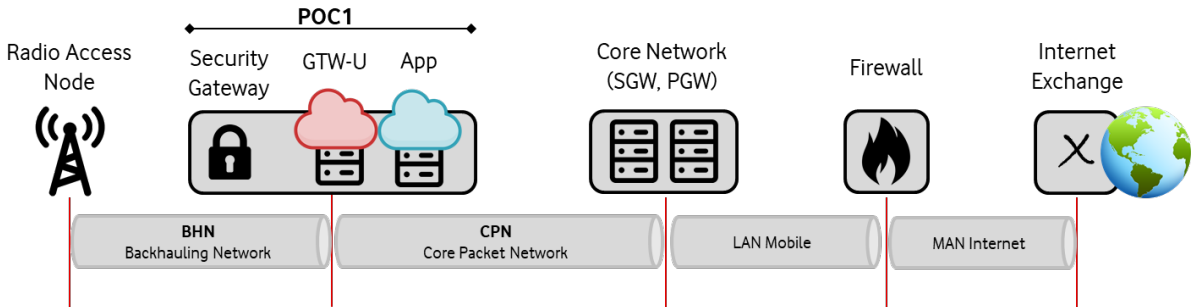 POC1
Radio Access
Node
Security
Gateway
GTW-U
App
Core Network
(SGW, PGW)
Firewall
Internet
Exchange
X
BHN
Backhauling Network
CPN
Core Packet Network
LAN Mobile
MAN Internet